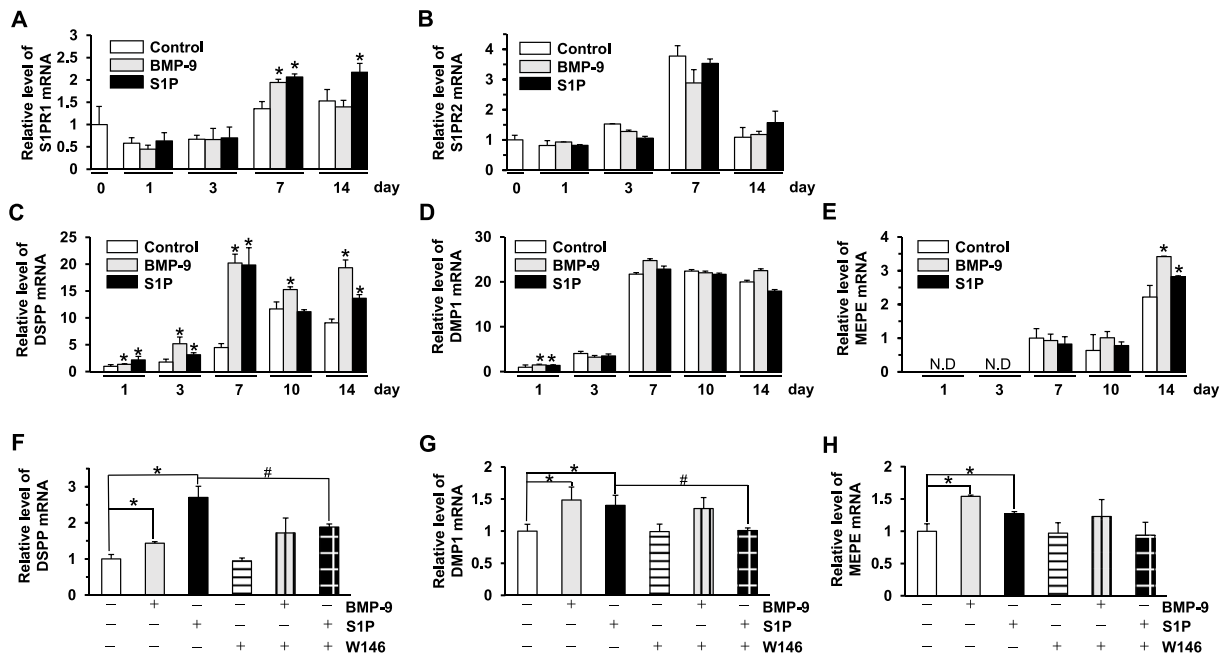 A
Relative level of
S1PR1 mRNA
2.5
2
1.5
1
0.5
0
Control
BMP-9
S1P
* * *
0 1 3 7 14 day
B
Relative level of
S1PR2 mRNA
4
3
2
1
0
Control
BMP-9
S1P
0 1 3 7 14 day
C
Relative level of
DSPP mRNA
25
20
15
10
5
0
Control
BMP-9
S1P
* * * * * * * * *
1 3 7 10 14 day
D
Relative level of
DMP1 mRNA
30
20
10
0
Control
BMP-9
S1P
* *
1 3 7 10 14 day
E
Relative level of
MEPE mRNA
4
3
2
1
0
Control
BMP-9
S1P
N.D N.D
* *
1 3 7 10 14 day
F
Relative level of
DSPP mRNA
3
2
1
0
* * #
– + – – + – BMP-9
– – + – – + S1P
– – – + + + W146
G
Relative level of
DMP1 mRNA
2
1.5
1
0.5
0
* * #
– + – – + – BMP-9
– – + – – + S1P
– – – + + + W146
H
Relative level of
MEPE mRNA
2
1.5
1
0.5
0
* *
– + – – + – BMP-9
– – + – – + S1P
– – – + + + W146